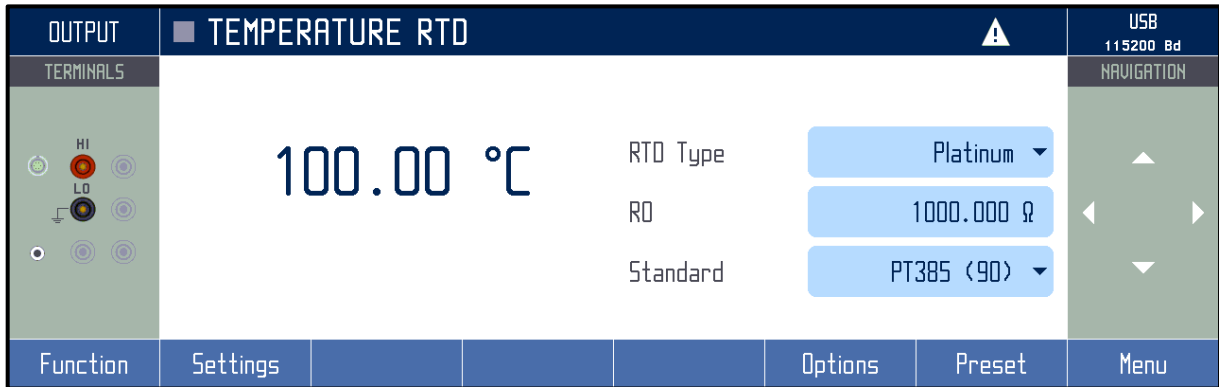 OUTPUT
TEMPERATURE RTD
USB
115200 Bd
TERMINALS
NAVIGATION
HI
LO
100.00 °C
RTD Type
Platinum
R0
1000.000 Ω
Standard
PT385 (90)
Function
Settings
Options
Preset
Menu